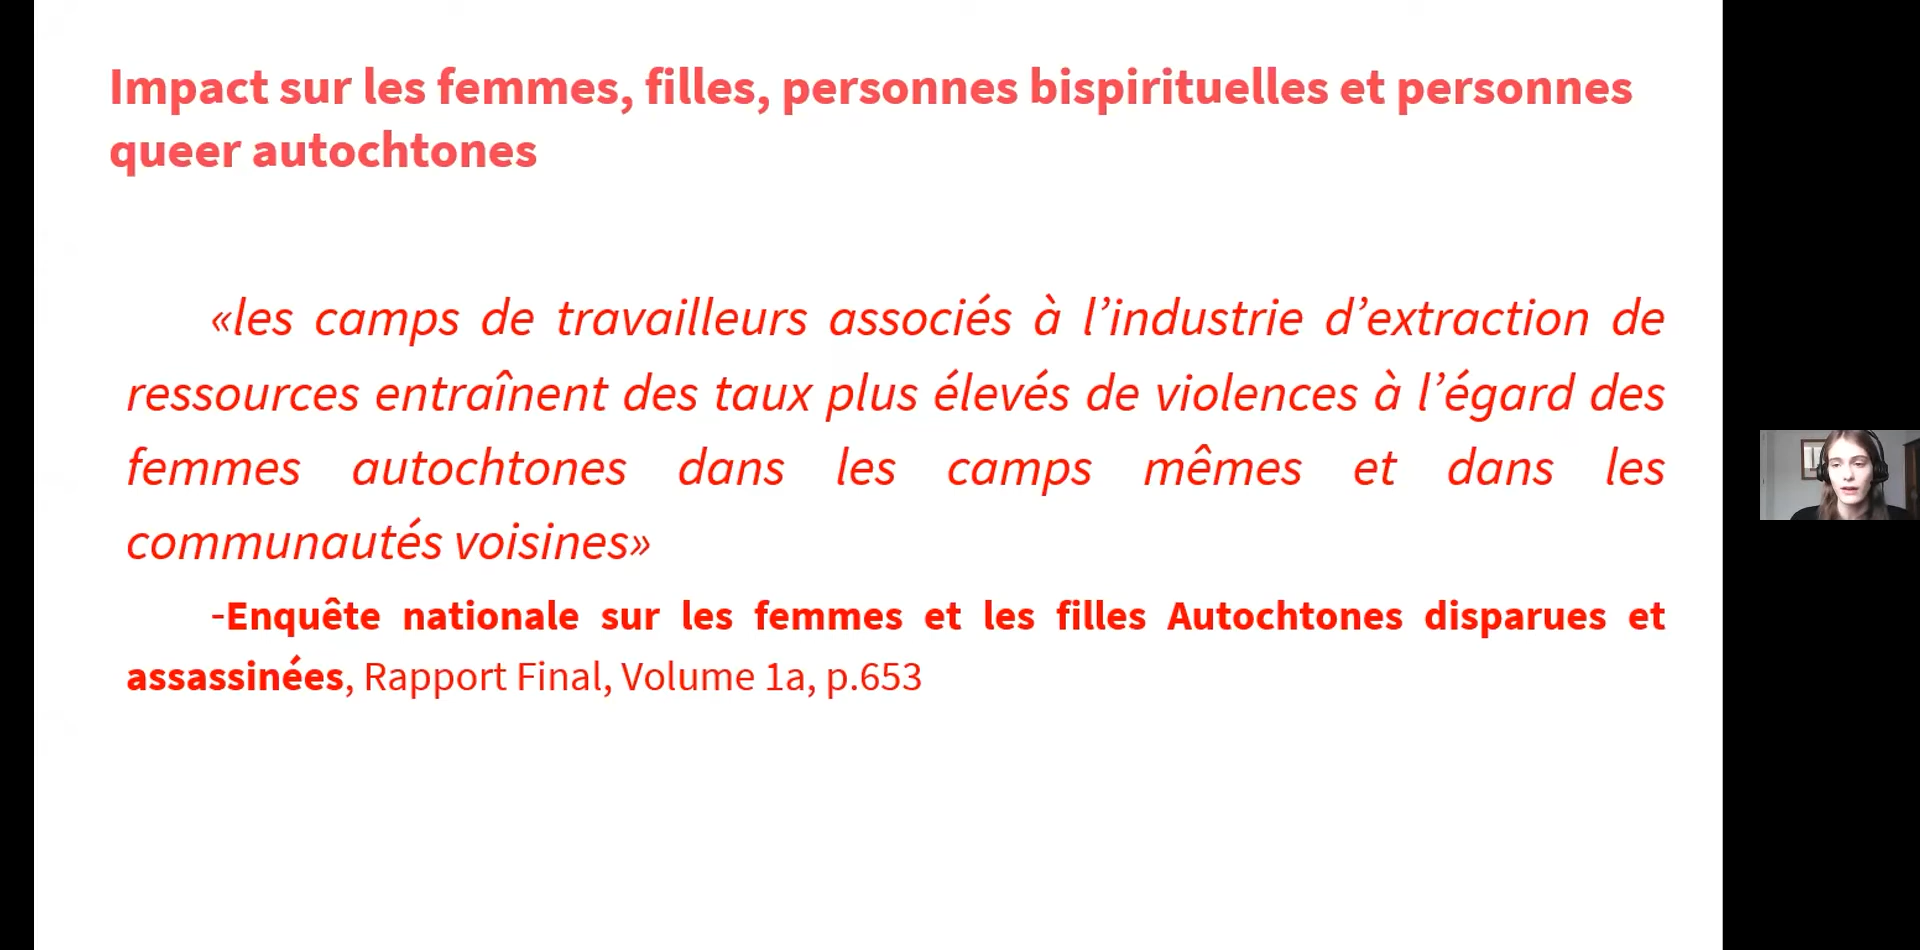 Impact sur les femmes, filles, personnes bispirituelles et personnes
queer autochtones
«les camps de travailleurs associés à l’industrie d’extraction de
ressources entraînent des taux plus élevés de violences à l’égard des
femmes autochtones dans les camps mêmes et dans les
communautés voisines»
-Enquête nationale sur les femmes et les filles Autochtones disparues et
assassinées, Rapport Final, Volume 1a, p.653